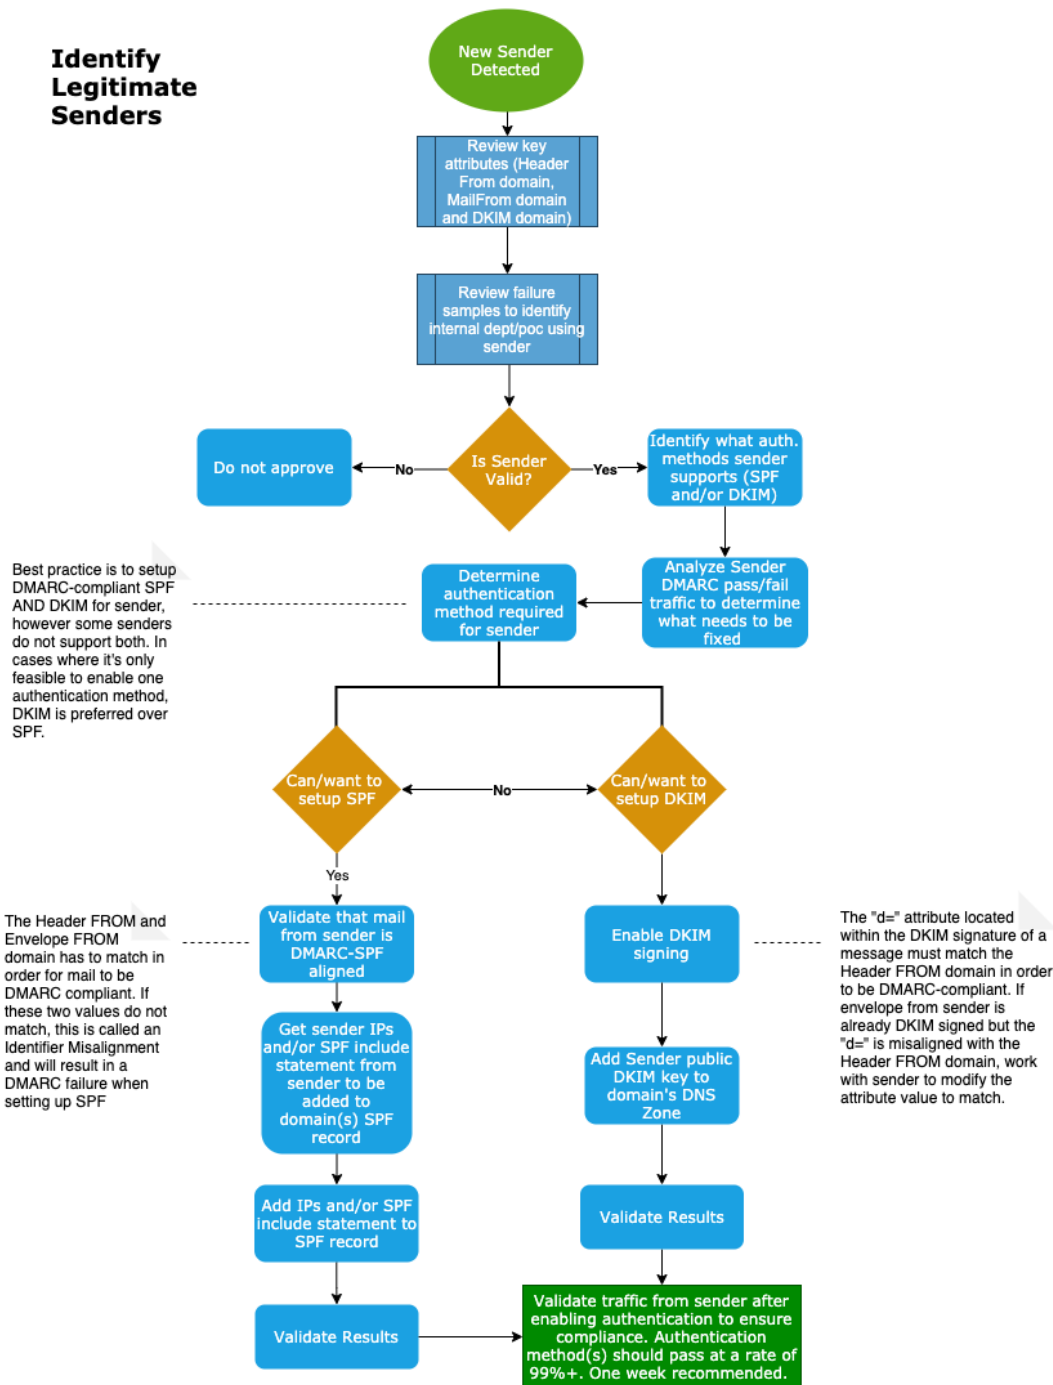 Identify
Legitimate
Senders
New Sender
Detected
Review key
attributes (Header
From domain,
MailFrom domain
and DKIM domain)
Review failure
samples to identify
internal dept/poc using
sender
Is Sender
Valid?
No
Do not approve
Yes
Identify what auth.
methods sender
supports (SPF
and/or DKIM)
Analyze Sender
DMARC pass/fail
traffic to determine
what needs to be
fixed
Determine
authentication
method required
for sender
Best practice is to setup
DMARC-compliant SPF
AND DKIM for sender,
however some senders
do not support both. In
cases where it's only
feasible to enable one
authentication method,
DKIM is preferred over
SPF.
Can/want to
setup SPF
No
Can/want to
setup DKIM
Yes
Validate that mail
from sender is
DMARC-SPF
aligned
The Header FROM and
Envelope FROM
domain has to match in
order for mail to be
DMARC compliant. If
these two values do not
match, this is called an
Identifier Misalignment
and will result in a
DMARC failure when
setting up SPF
Get sender IPs
and/or SPF include
statement from
sender to be
added to
domain(s) SPF
record
Add IPs and/or SPF
include statement to
SPF record
Validate Results
Enable DKIM
signing
The "d=" attribute located
within the DKIM signature of a
message must match the
Header FROM domain in order
to be DMARC-compliant. If
envelope from sender is
already DKIM signed but the
"d=" is misaligned with the
Header FROM domain, work
with sender to modify the
attribute value to match.
Add Sender public
DKIM key to
domain's DNS
Zone
Validate Results
Validate traffic from sender after
enabling authentication to ensure
compliance. Authentication
method(s) should pass at a rate of
99%+. One week recommended.